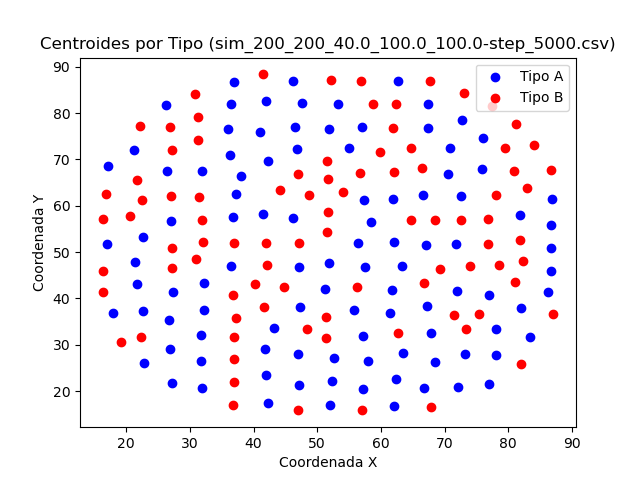 Centroides por Tipo (sim_200_200_40.0_100.0_100.0-step_5000.csv)
Tipo A
Tipo B
Coordenada Y
90
80
70
60
50
40
30
20
20 30 40 50 60 70 80 90
Coordenada X